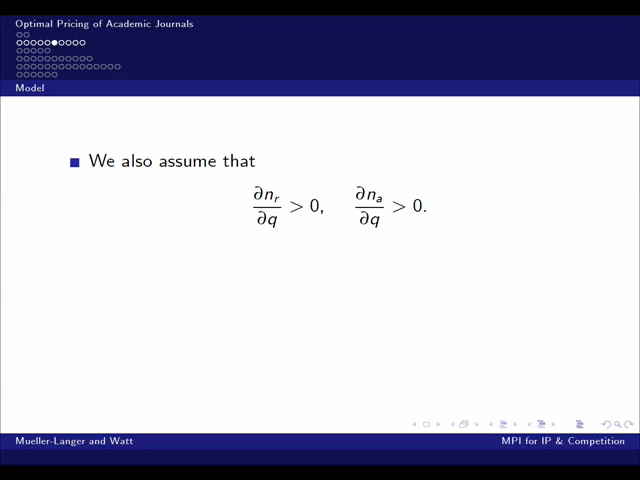 Optimal Pricing of Academic Journals
Model
We also assume that
∂n_r/∂q > 0, ∂n_a/∂q > 0.
Mueller-Langer and Watt
MPI for IP & Competition